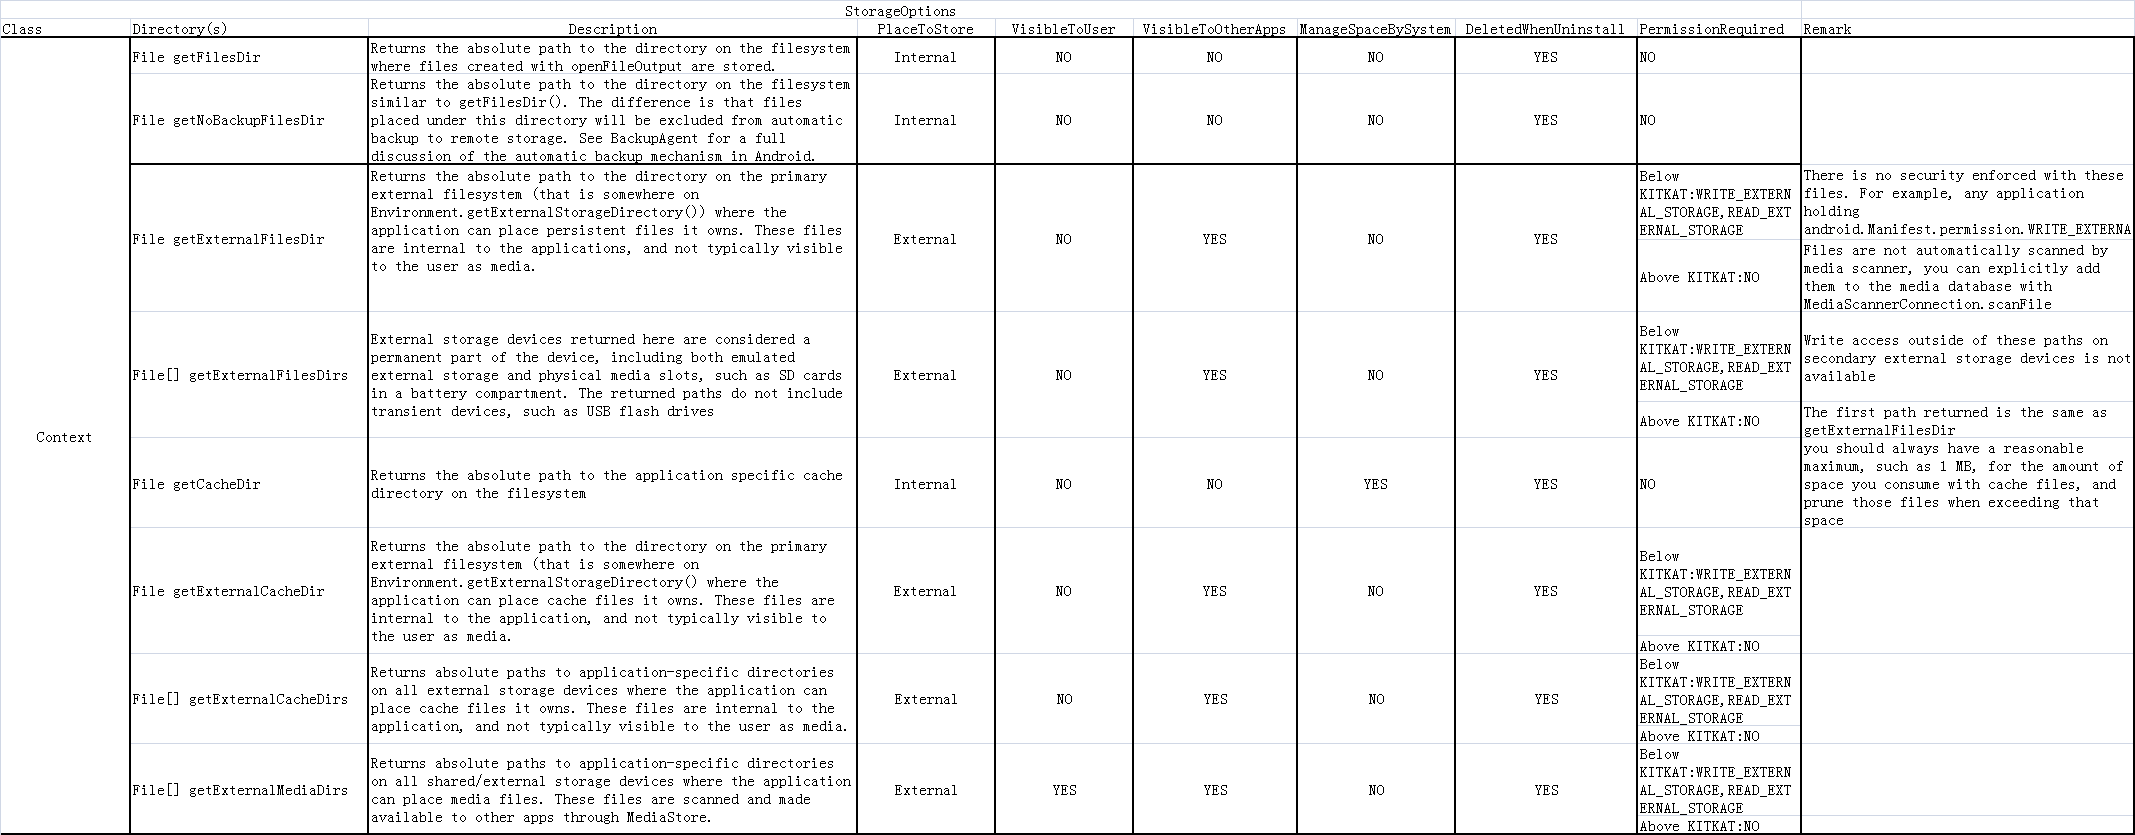 StorageOptions
Class Directory(s) Description PlaceToStore VisibleToUser VisibleToOtherApps ManageSpaceBySystem DeletedWhenUninstall PermissionRequired Remark
Context
File getFilesDir
Returns the absolute path to the directory on the filesystem
where files created with openFileOutput are stored.
Internal NO NO NO YES NO
File getNoBackupFilesDir
Returns the absolute path to the directory on the filesystem
similar to getFilesDir(). The difference is that files
placed under this directory will be excluded from automatic
backup to remote storage. See BackupAgent for a full
discussion of the automatic backup mechanism in Android.
Internal NO NO NO YES NO
File getExternalFilesDir
Returns the absolute path to the directory on the primary
external filesystem (that is somewhere on
Environment.getExternalStorageDirectory()) where the
application can place persistent files it owns. These files
are internal to the applications, and not typically visible
to the user as media.
External NO YES NO YES
Below
KITKAT:WRITE_EXTERN
AL_STORAGE,READ_EXT
ERNAL_STORAGE
Above KITKAT:NO
There is no security enforced with these
files. For example, any application
holding
android.Manifest.permission.WRITE_EXTERNA
Files are not automatically scanned by
media scanner, you can explicitly add
them to the media database with
MediaScannerConnection.scanFile
File[] getExternalFilesDirs
External storage devices returned here are considered a
permanent part of the device, including both emulated
external storage and physical media slots, such as SD cards
in a battery compartment. The returned paths do not include
transient devices, such as USB flash drives
External NO YES NO YES
Below
KITKAT:WRITE_EXTERN
AL_STORAGE,READ_EXT
ERNAL_STORAGE
Above KITKAT:NO
Write access outside of these paths on
secondary external storage devices is not
available
The first path returned is the same as
getExternalFilesDir
File getCacheDir
Returns the absolute path to the application specific cache
directory on the filesystem
Internal NO NO YES YES NO
you should always have a reasonable
maximum, such as 1 MB, for the amount of
space you consume with cache files, and
prune those files when exceeding that
space
File getExternalCacheDir
Returns the absolute path to the directory on the primary
external filesystem (that is somewhere on
Environment.getExternalStorageDirectory() where the
application can place cache files it owns. These files are
internal to the application, and not typically visible to
the user as media.
External NO YES NO YES
Below
KITKAT:WRITE_EXTERN
AL_STORAGE,READ_EXT
ERNAL_STORAGE
Above KITKAT:NO
File[] getExternalCacheDirs
Returns absolute paths to application-specific directories
on all external storage devices where the application can
place cache files it owns. These files are internal to the
application, and not typically visible to the user as media.
External NO YES NO YES
Below
KITKAT:WRITE_EXTERN
AL_STORAGE,READ_EXT
ERNAL_STORAGE
Above KITKAT:NO
File[] getExternalMediaDirs
Returns absolute paths to application-specific directories
on all shared/external storage devices where the application
can place media files. These files are scanned and made
available to other apps through MediaStore.
External YES YES NO YES
Below
KITKAT:WRITE_EXTERN
AL_STORAGE,READ_EXT
ERNAL_STORAGE
Above KITKAT:NO